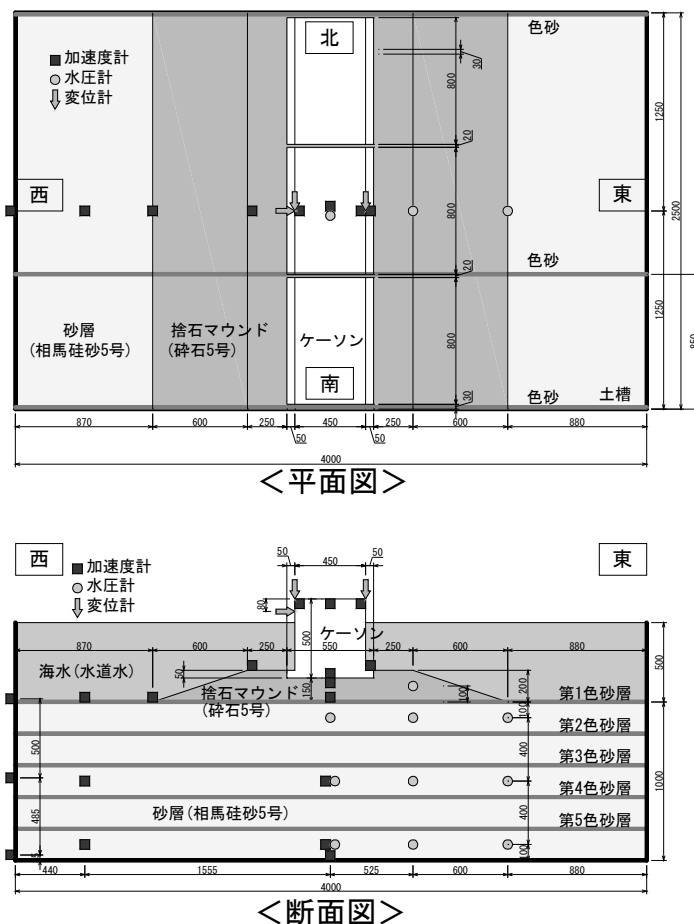 北
色砂
■加速度計
水圧計
変位計
30
800
20
1250
西
東
800
2500
色砂
20
砂層
(相馬硅砂5号)
捨石マウンド
(砕石5号)
ケーソン
800
1250
850
南
30
色砂
土槽
870
600
250
450
250
600
880
50
50
4000
<平面図>
西
■加速度計
水圧計
変位計
50
450
50
東
80
500
ケーソン
870
600
250
550
250
600
880
500
海水(水道水)
50
捨石マウンド
(砕石5号)
150
100
200
第1色砂層
100
第2色砂層
500
400
第3色砂層
1000
第4色砂層
485
砂層(相馬硅砂5号)
400
第5色砂層
100
440
1555
525
600
880
4000
<断面図>